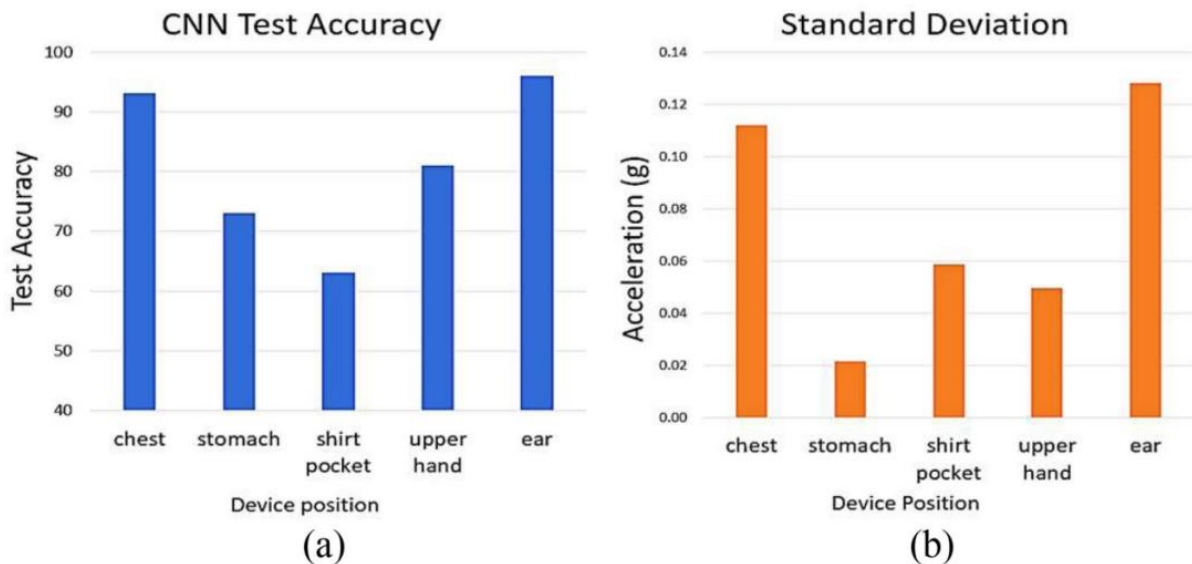 CNN Test Accuracy
100
90
80
70
60
50
40
Test Accuracy
chest
stomach
shirt
pocket
upper
hand
ear
Device position
(a)
Standard Deviation
0.14
0.12
0.10
0.08
0.06
0.04
0.02
0.00
Acceleration (g)
chest
stomach
shirt
pocket
upper
hand
ear
Device Position
(b)